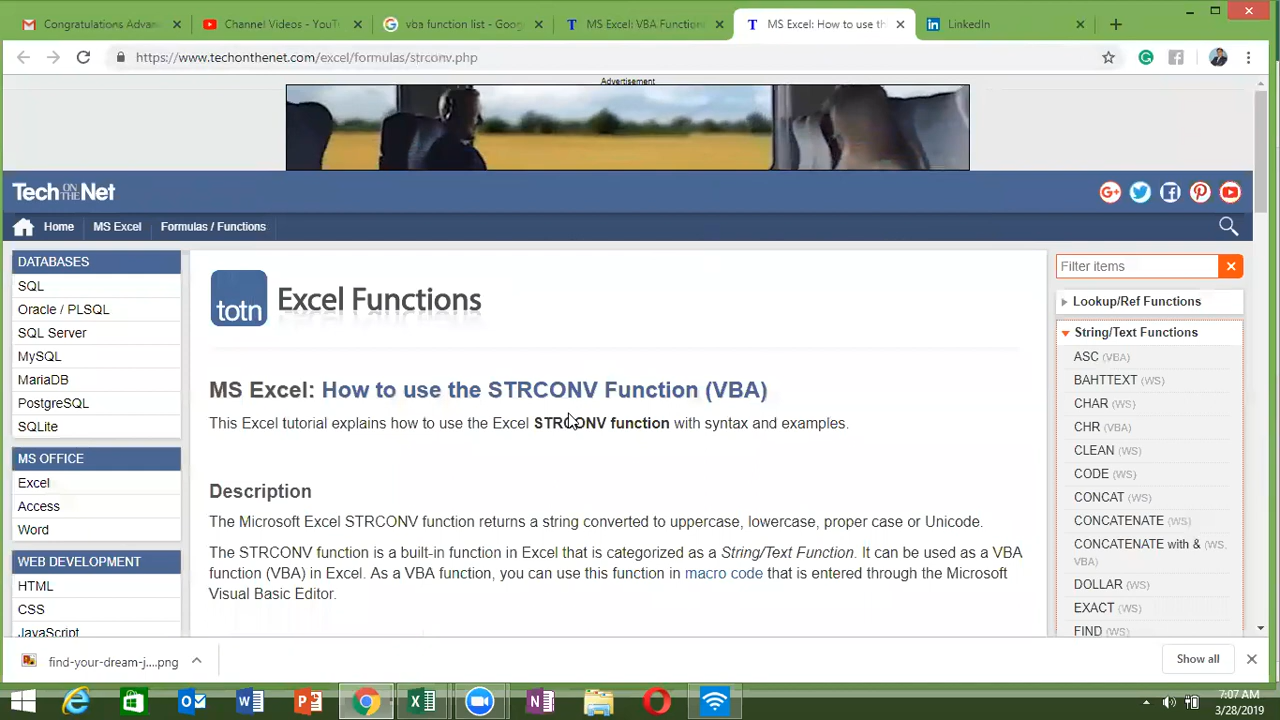 Congratulations Advan
Channel Videos - YouT
vba function list - Goog
MS Excel: VBA Function
MS Excel: How to use th
LinkedIn
https://www.techonthenet.com/excel/formulas/strconv.php
Advertisement
Tech ON THE Net
Home
MS Excel
Formulas / Functions
DATABASES
SQL
Oracle / PLSQL
SQL Server
MySQL
MariaDB
PostgreSQL
SQLite
MS OFFICE
Excel
Access
Word
WEB DEVELOPMENT
HTML
CSS
JavaScript
totn Excel Functions
MS Excel: How to use the STRCONV Function (VBA)
This Excel tutorial explains how to use the Excel STRCONV function with syntax and examples.
Description
The Microsoft Excel STRCONV function returns a string converted to uppercase, lowercase, proper case or Unicode.
The STRCONV function is a built-in function in Excel that is categorized as a String/Text Function. It can be used as a VBA
function (VBA) in Excel. As a VBA function, you can use this function in macro code that is entered through the Microsoft
Visual Basic Editor.
Filter items
Lookup/Ref Functions
String/Text Functions
ASC (VBA)
BAHTTEXT (WS)
CHAR (WS)
CHR (VBA)
CLEAN (WS)
CODE (WS)
CONCAT (WS)
CONCATENATE (WS)
CONCATENATE with & (WS,
VBA)
DOLLAR (WS)
EXACT (WS)
FIND (WS)
find-your-dream-j....png
Show all
7:07 AM
3/28/2019